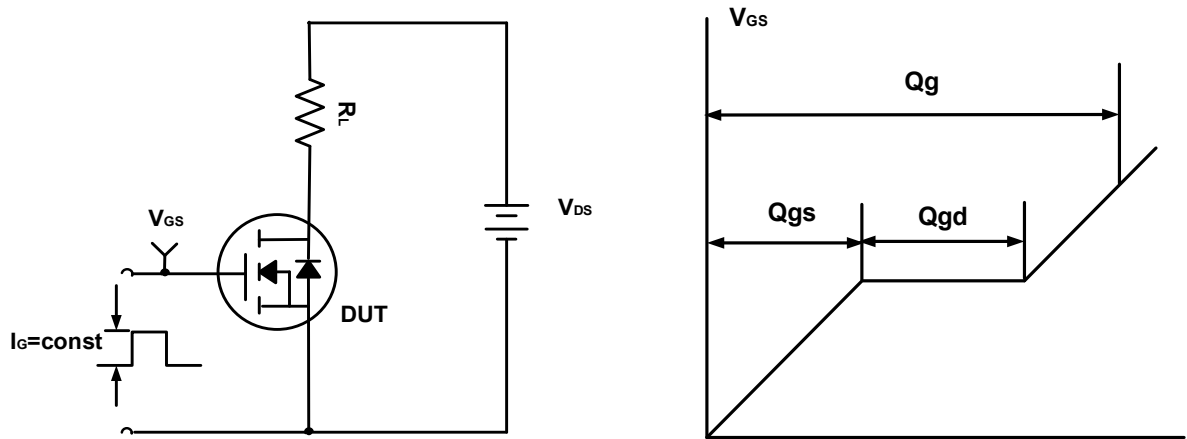 RL
VGS
VDS
DUT
IG=const
VGS
Qg
Qgs
Qgd